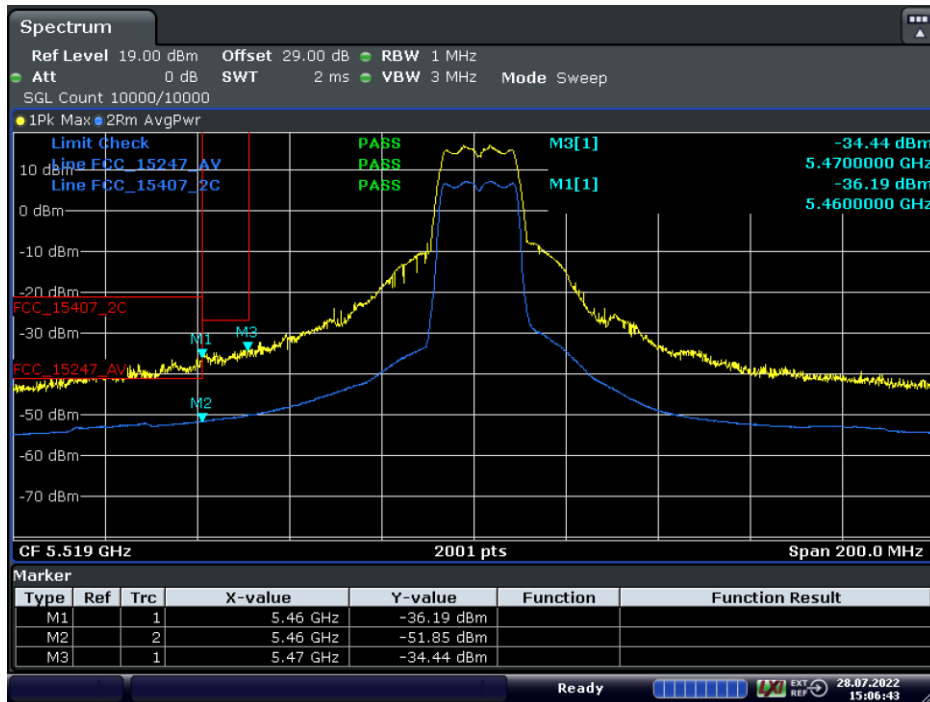 Spectrum
Ref Level 19.00 dBm Offset 29.00 dB RBW 1 MHz
Att 0 dB SWT 2 ms VBW 3 MHz Mode Sweep
SGL Count 10000/10000
1Pk Max 2Rm AvgPwr
Limit Check PASS M3[1] -34.44 dBm
10 dBm Line FCC_15247_AV PASS 5.4700000 GHz
Line FCC_15407_2C PASS M1[1] -36.19 dBm
0 dBm 5.4600000 GHz
-10 dBm
-20 dBm
FCC_15407_2C
-30 dBm
M1 M3
FCC_15247_AV
M2
-50 dBm
-60 dBm
-70 dBm
CF 5.519 GHz 2001 pts Span 200.0 MHz
Marker
Type Ref Trc X-value Y-value Function Function Result
M1 1 5.46 GHz -36.19 dBm
M2 2 5.46 GHz -51.85 dBm
M3 1 5.47 GHz -34.44 dBm
Ready LXI EXT REF 28.07.2022
15:06:43